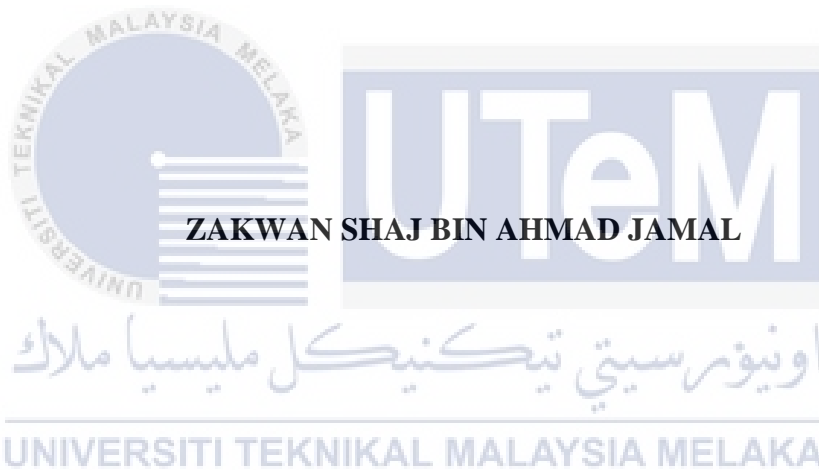 UNIVERSITI TEKNIKAL MALAYSIA MELAKA
UTeM
ZAKWAN SHAJ BIN AHMAD JAMAL
اونيۏرسيتي تيكنيكل مليسيا ملاك
UNIVERSITI TEKNIKAL MALAYSIA MELAKA